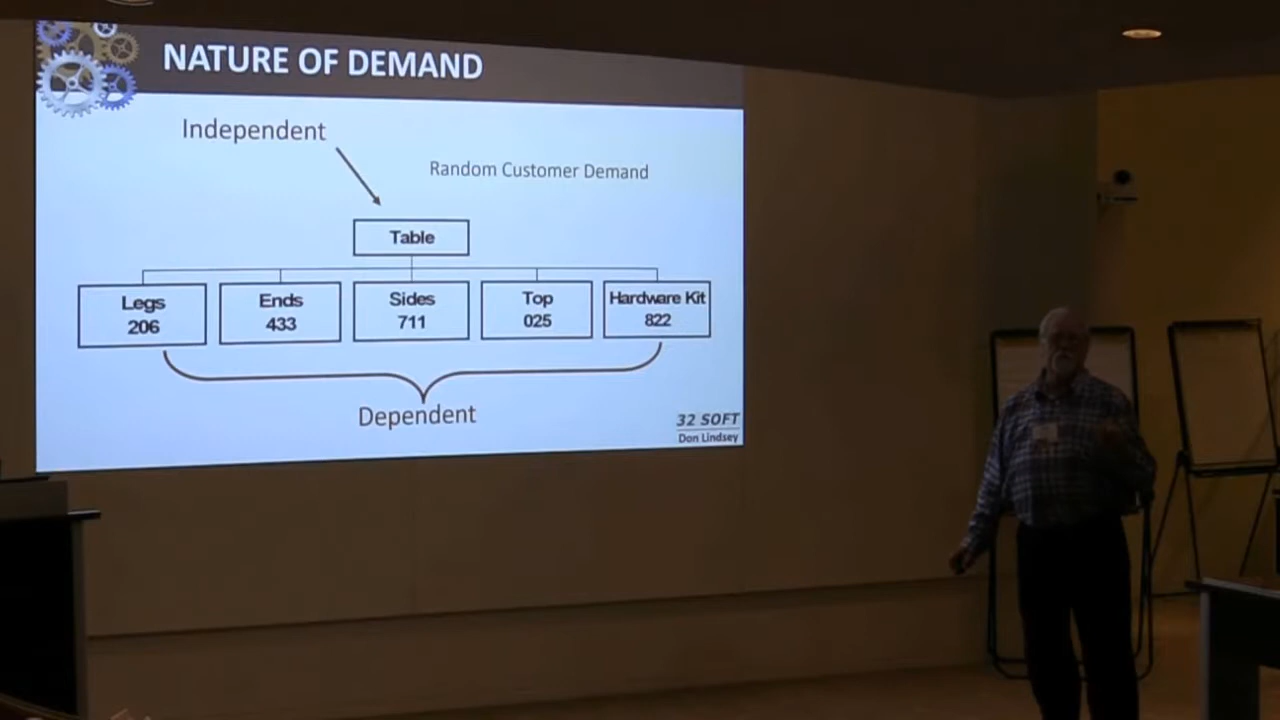 NATURE OF DEMAND
Independent
Random Customer Demand
Table
Legs
206
Ends
433
Sides
711
Top
025
Hardware Kit
822
Dependent
32 SOFT
Don Lindsey